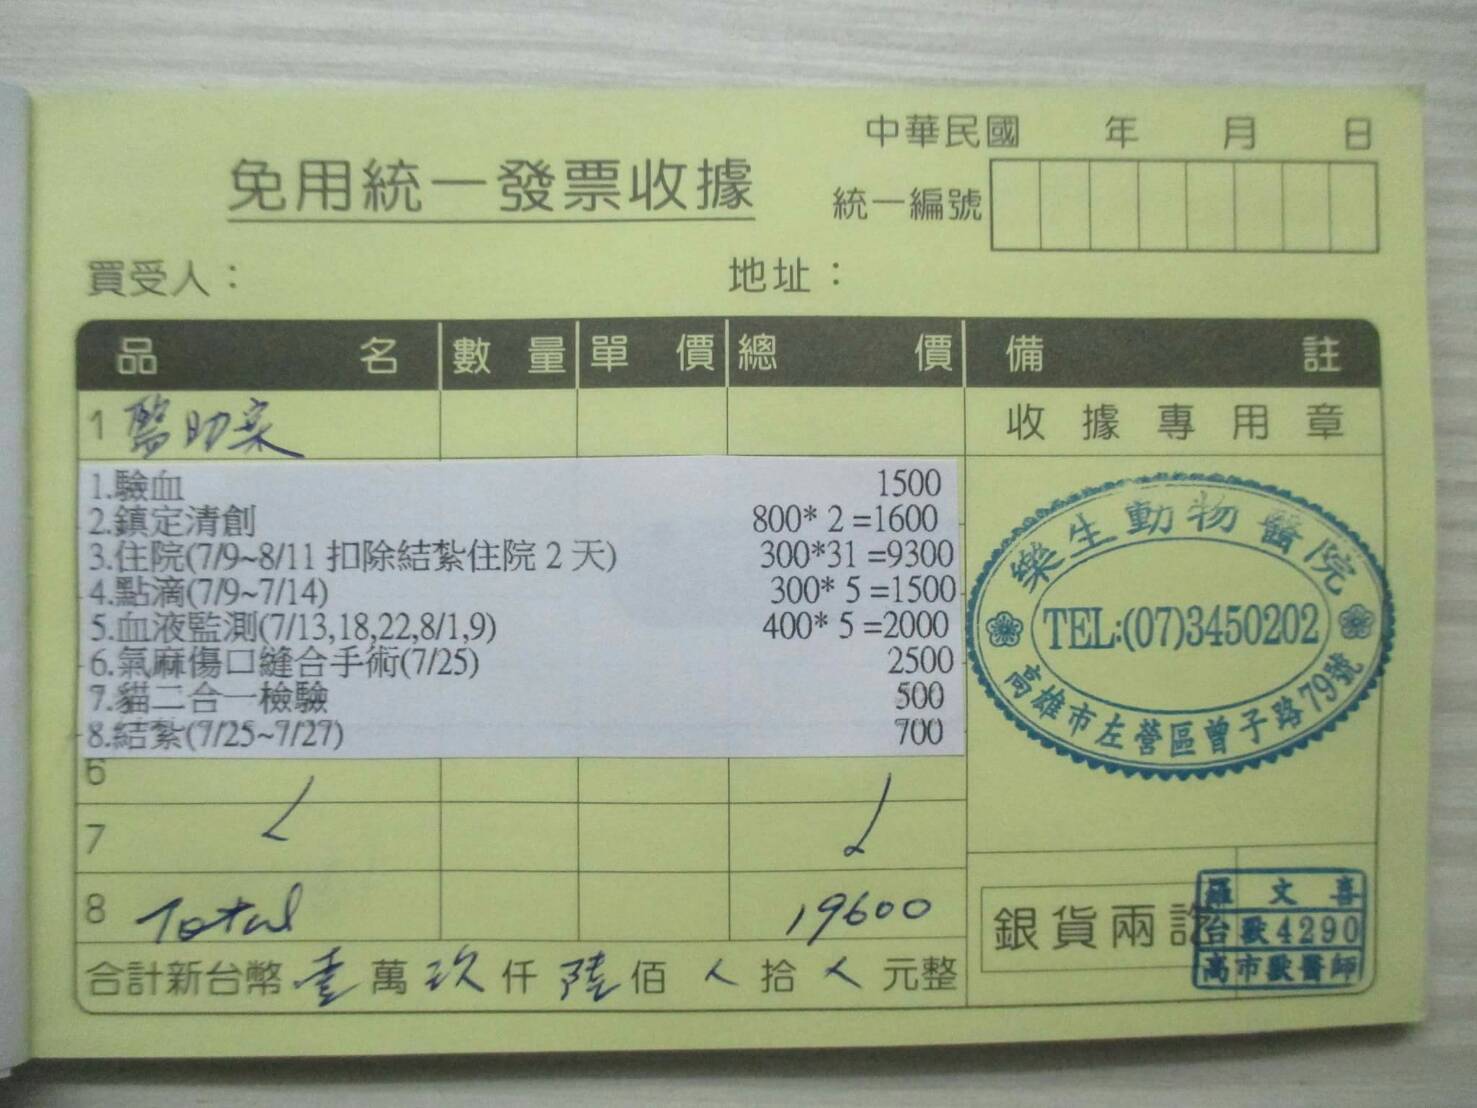 中華民國 年 月 日
免用統一發票收據
統一編號
買受人：
地址：
品名 數量 單價 總價 備註
1 醫助案
收據專用章
1.驗血 1500
2.鎮定清創 800* 2 =1600
3.住院(7/9~8/11 扣除結紮住院 2 天) 300*31 =9300
4.點滴(7/9~7/14) 300* 5 =1500
5.血液監測(7/13,18,22,8/1,9) 400* 5 =2000
6.氣麻傷口縫合手術(7/25) 2500
7.貓二合一檢驗 500
8.結紮(7/25~7/27) 700
樂生動物醫院
TEL:(07)3450202
高雄市左營區曾子路79號
6
7
8 Total 19600
合計新台幣壹萬玖仟陸佰 拾 元整
銀貨兩訖
羅文喜
台獸4290
高市獸醫師